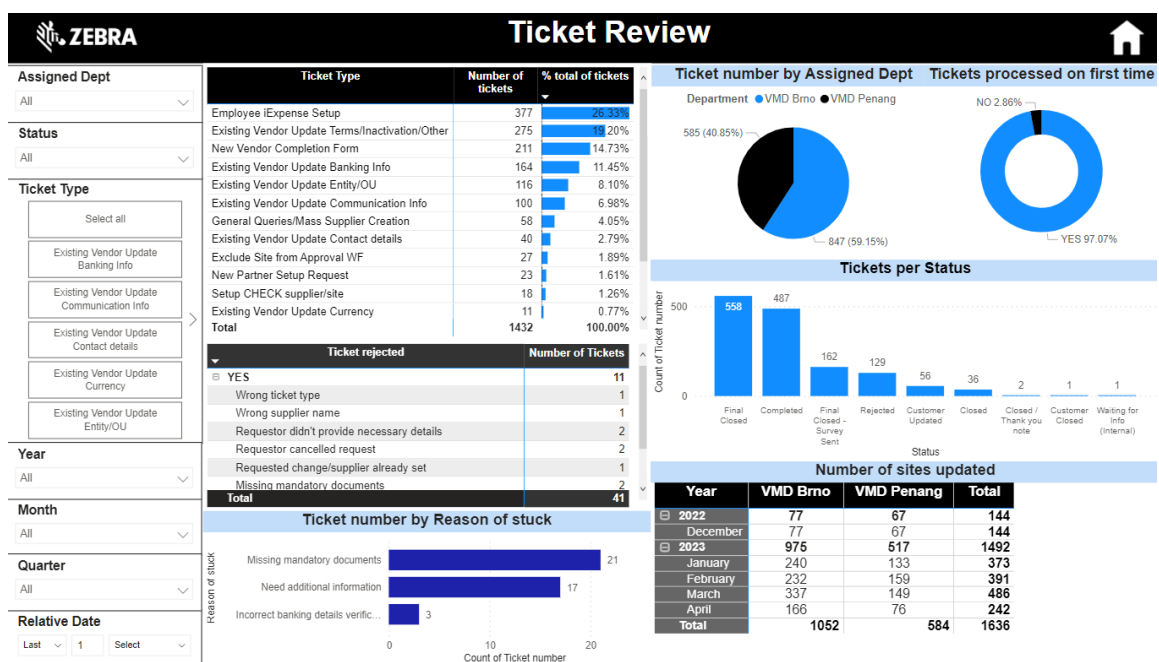 ZEBRA
Ticket Review
Assigned Dept
All
Status
All
Ticket Type
Select all
Existing Vendor Update
Banking Info
Existing Vendor Update
Communication Info
Existing Vendor Update
Contact details
Existing Vendor Update
Currency
Existing Vendor Update
Entity/OU
Year
All
Month
All
Quarter
All
Relative Date
Last 1 Select
Ticket Type Number of tickets % total of tickets
Employee iExpense Setup 377 26.33%
Existing Vendor Update Terms/Inactivation/Other 275 19.20%
New Vendor Completion Form 211 14.73%
Existing Vendor Update Banking Info 164 11.45%
Existing Vendor Update Entity/OU 116 8.10%
Existing Vendor Update Communication Info 100 6.98%
General Queries/Mass Supplier Creation 58 4.05%
Existing Vendor Update Contact details 40 2.79%
Exclude Site from Approval WF 27 1.89%
New Partner Setup Request 23 1.61%
Setup CHECK supplier/site 18 1.26%
Existing Vendor Update Currency 11 0.77%
Total 1432 100.00%
Ticket rejected Number of Tickets
YES 11
Wrong ticket type 1
Wrong supplier name 1
Requestor didn't provide necessary details 2
Requestor cancelled request 2
Requested change/supplier already set 1
Missing mandatory documents 2
Total 41
Ticket number by Reason of stuck
Reason of stuck
Missing mandatory documents 21
Need additional information 17
Incorrect banking details verific... 3
0 10 20
Count of Ticket number
Ticket number by Assigned Dept
Department VMD Brno VMD Penang
585 (40.85%)
847 (59.15%)
Tickets processed on first time
NO 2.86%
YES 97.07%
Tickets per Status
Count of Ticket number
500
0
558 487 162 129 56 36 2 1 1
Final Closed
Completed
Final Closed - Survey Sent
Rejected
Customer Updated
Closed
Closed / Thank you note
Customer Closed
Waiting for Info (Internal)
Status
Number of sites updated
Year VMD Brno VMD Penang Total
2022 77 67 144
December 77 67 144
2023 975 517 1492
January 240 133 373
February 232 159 391
March 337 149 486
April 166 76 242
Total 1052 584 1636